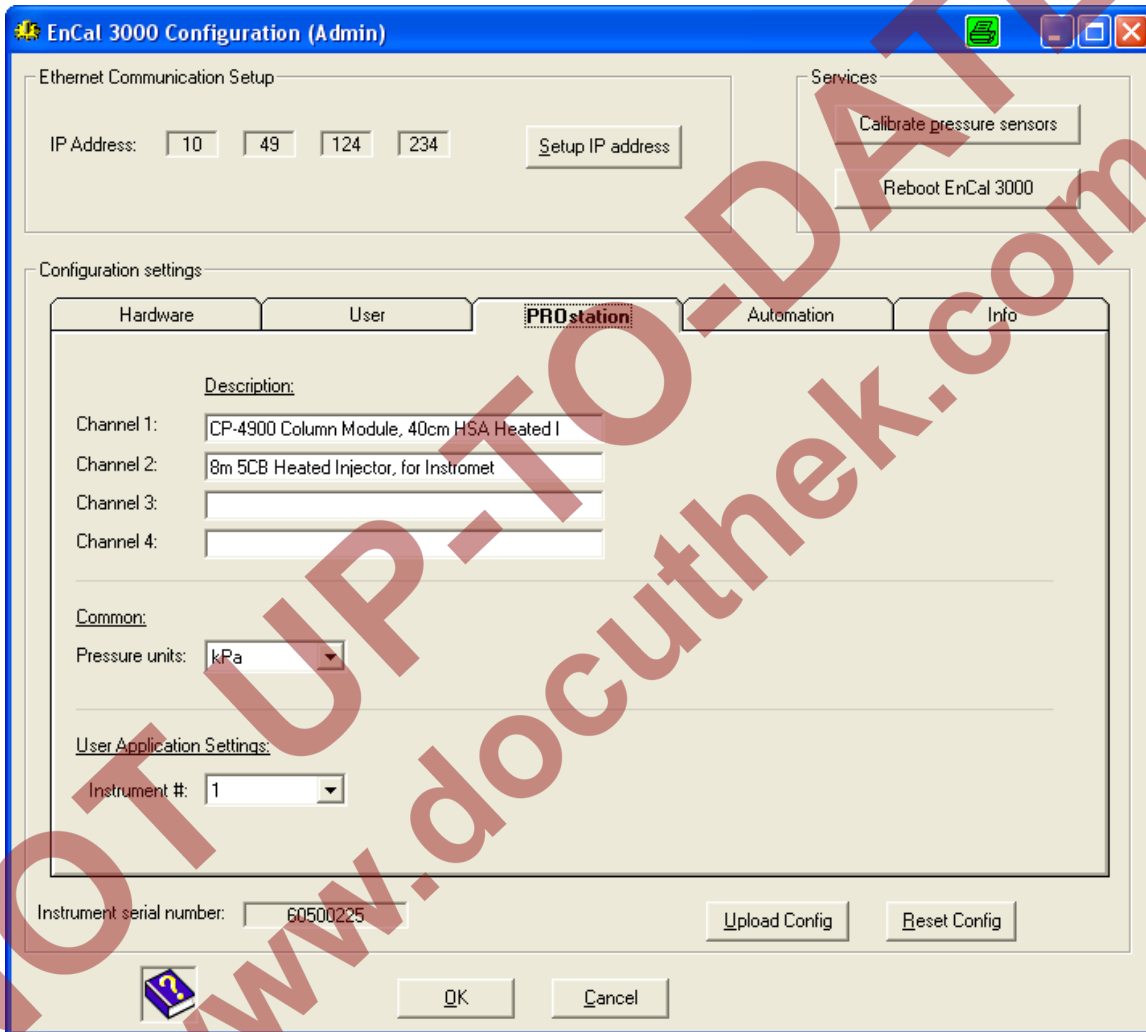 EnCal 3000 Configuration (Admin)
Ethernet Communication Setup
IP Address: 10 49 124 234
Setup IP address
Services
Calibrate pressure sensors
Reboot EnCal 3000
Configuration settings
Hardware User PROstation Automation Info
Description:
Channel 1: CP-4900 Column Module, 40cm HSA Heated I
Channel 2: 8m 5CB Heated Injector, for Instromet
Channel 3:
Channel 4:
Common:
Pressure units: kPa
User Application Settings:
Instrument #: 1
Instrument serial number: 60500225
Upload Config Reset Config
OK Cancel
NOT UP-TO-DATE
www.docuthek.com